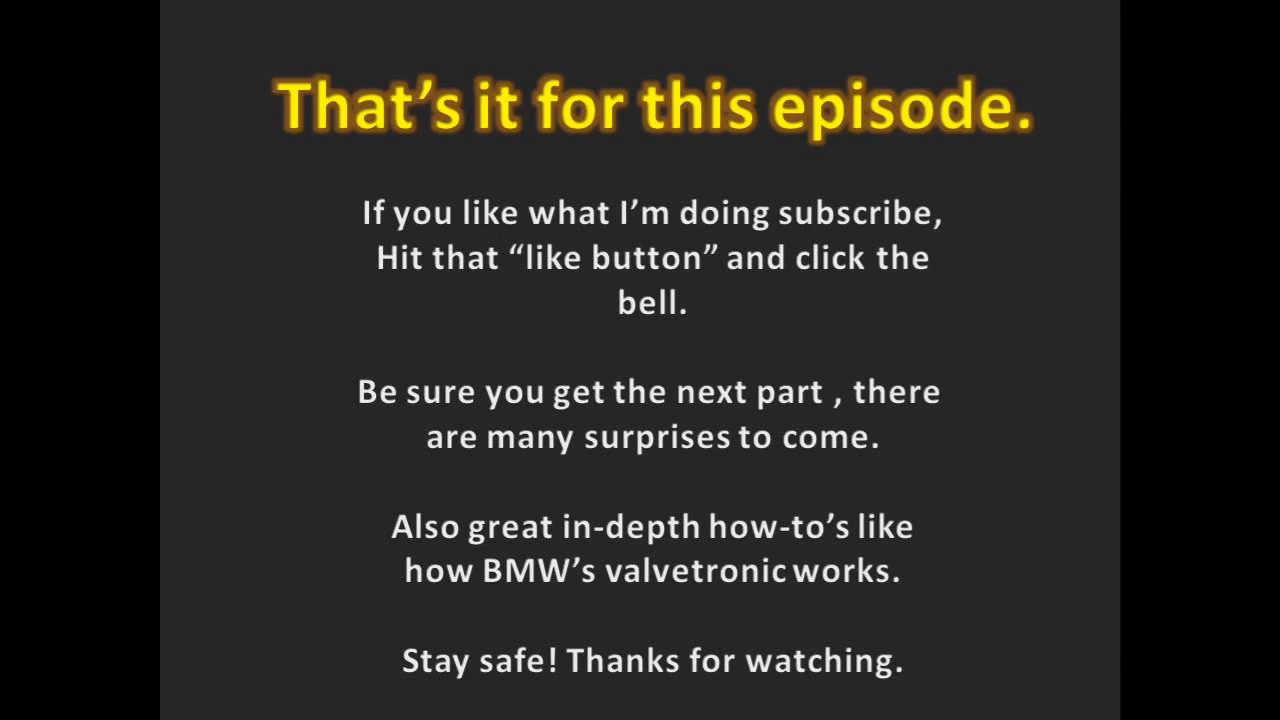 That’s it for this episode.
If you like what I’m doing subscribe,
Hit that “like button” and click the
bell.
Be sure you get the next part , there
are many surprises to come.
Also great in-depth how-to’s like
how BMW’s valvetronic works.
Stay safe! Thanks for watching.